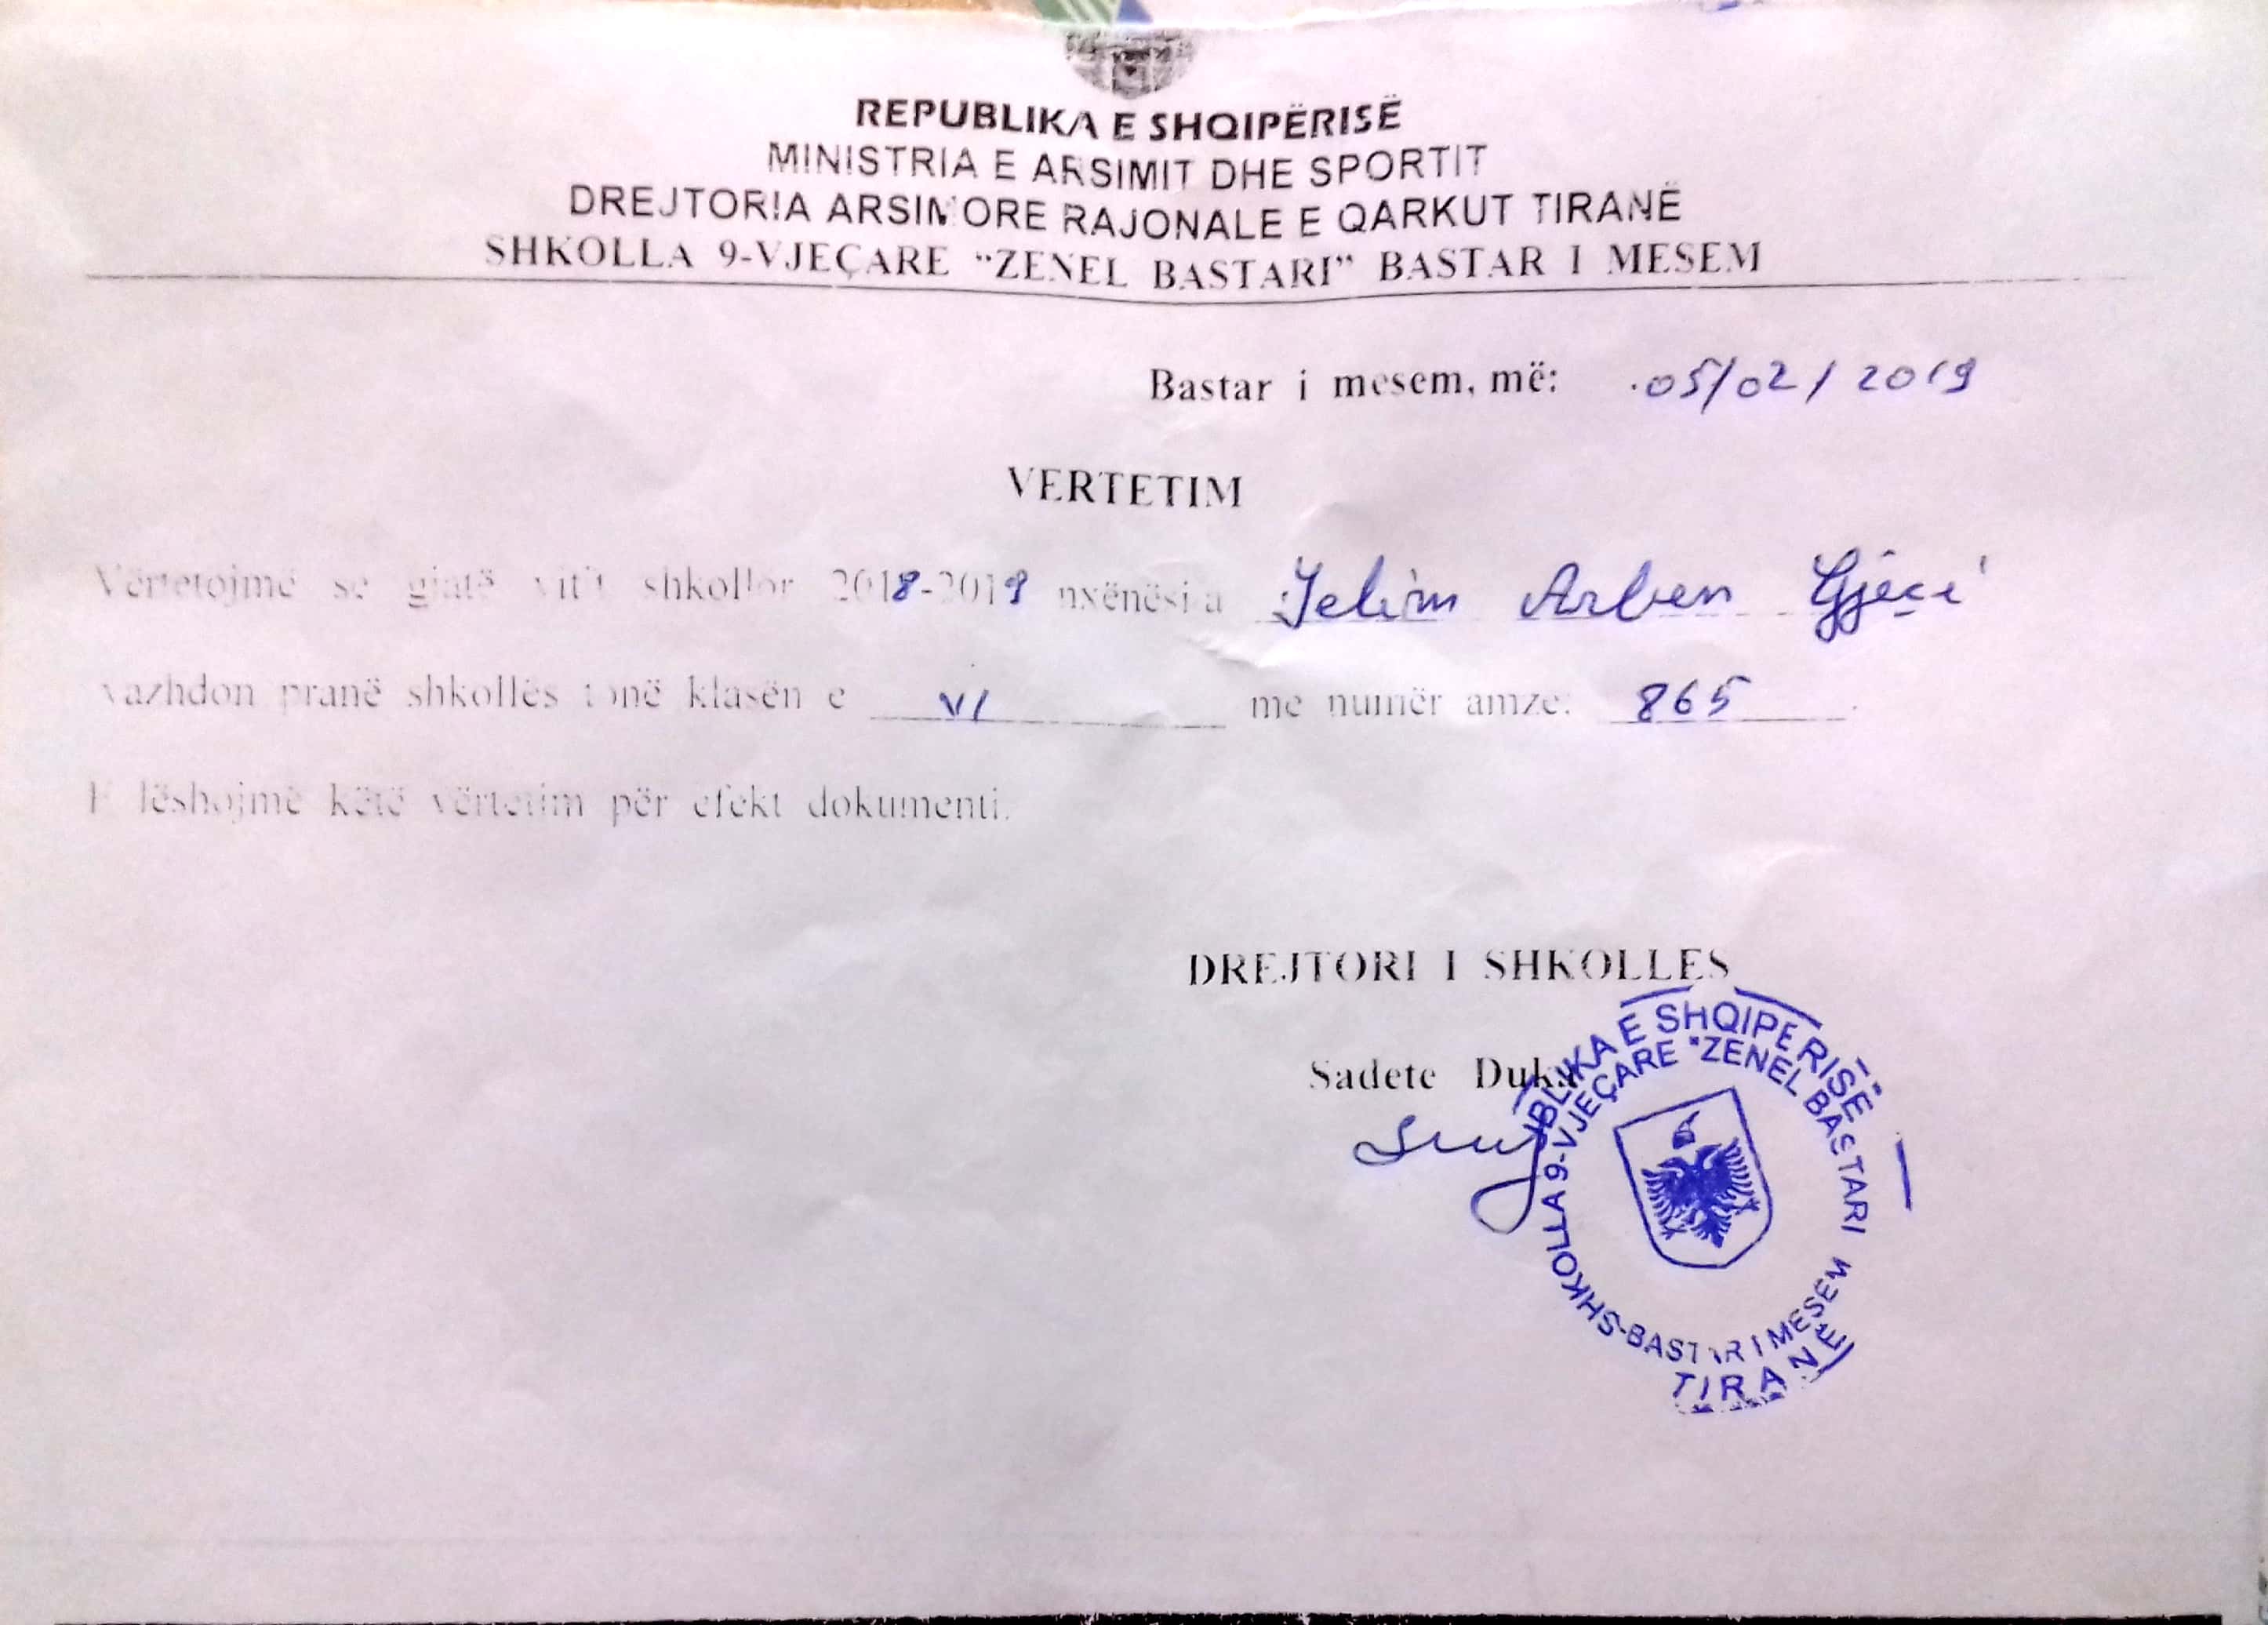 REPUBLIKA E SHQIPËRISË
MINISTRIA E ARSIMIT DHE SPORTIT
DREJTORIA ARSIMORE RAJONALE E QARKUT TIRANË
SHKOLLA 9-VJEÇARE "ZENEL BASTARI" BASTAR I MESEM
Bastar i mesem, më: 05/02/2019
VERTETIM
Vërtetojmë se gjatë vitit shkollor 2018-2019 nxënësi/a Arben Gjeçi
vazhdon pranë shkollës tonë klasën e VI me numër amze: 865
E lëshojmë këtë vërtetim për efekt dokumenti.
DREJTORI I SHKOLLES
Sadete Duka
REPUBLIKA E SHQIPËRISË
SHKOLLA 9-VJEÇARE "ZENEL BASTARI"
-BASTAR I MESËM
TIRANË